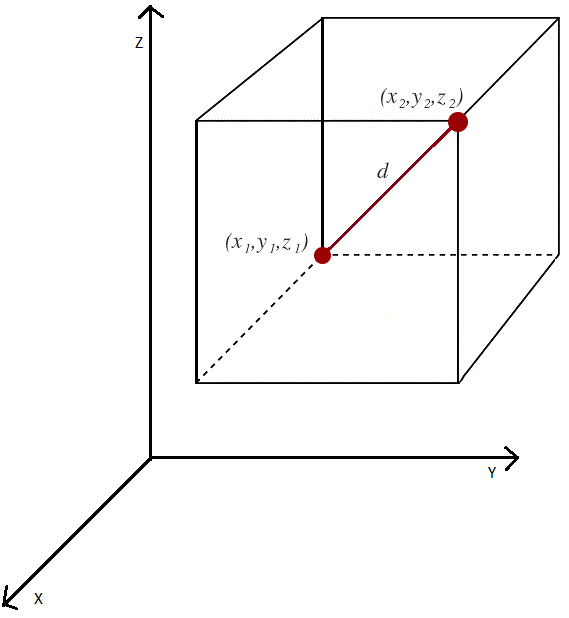 Z
(x₂,y₂,z₂)
d
(x₁,y₁,z₁)
Y
X